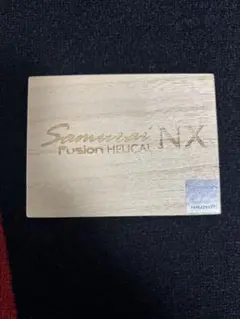 Samurai NX
Fusion HELICAL